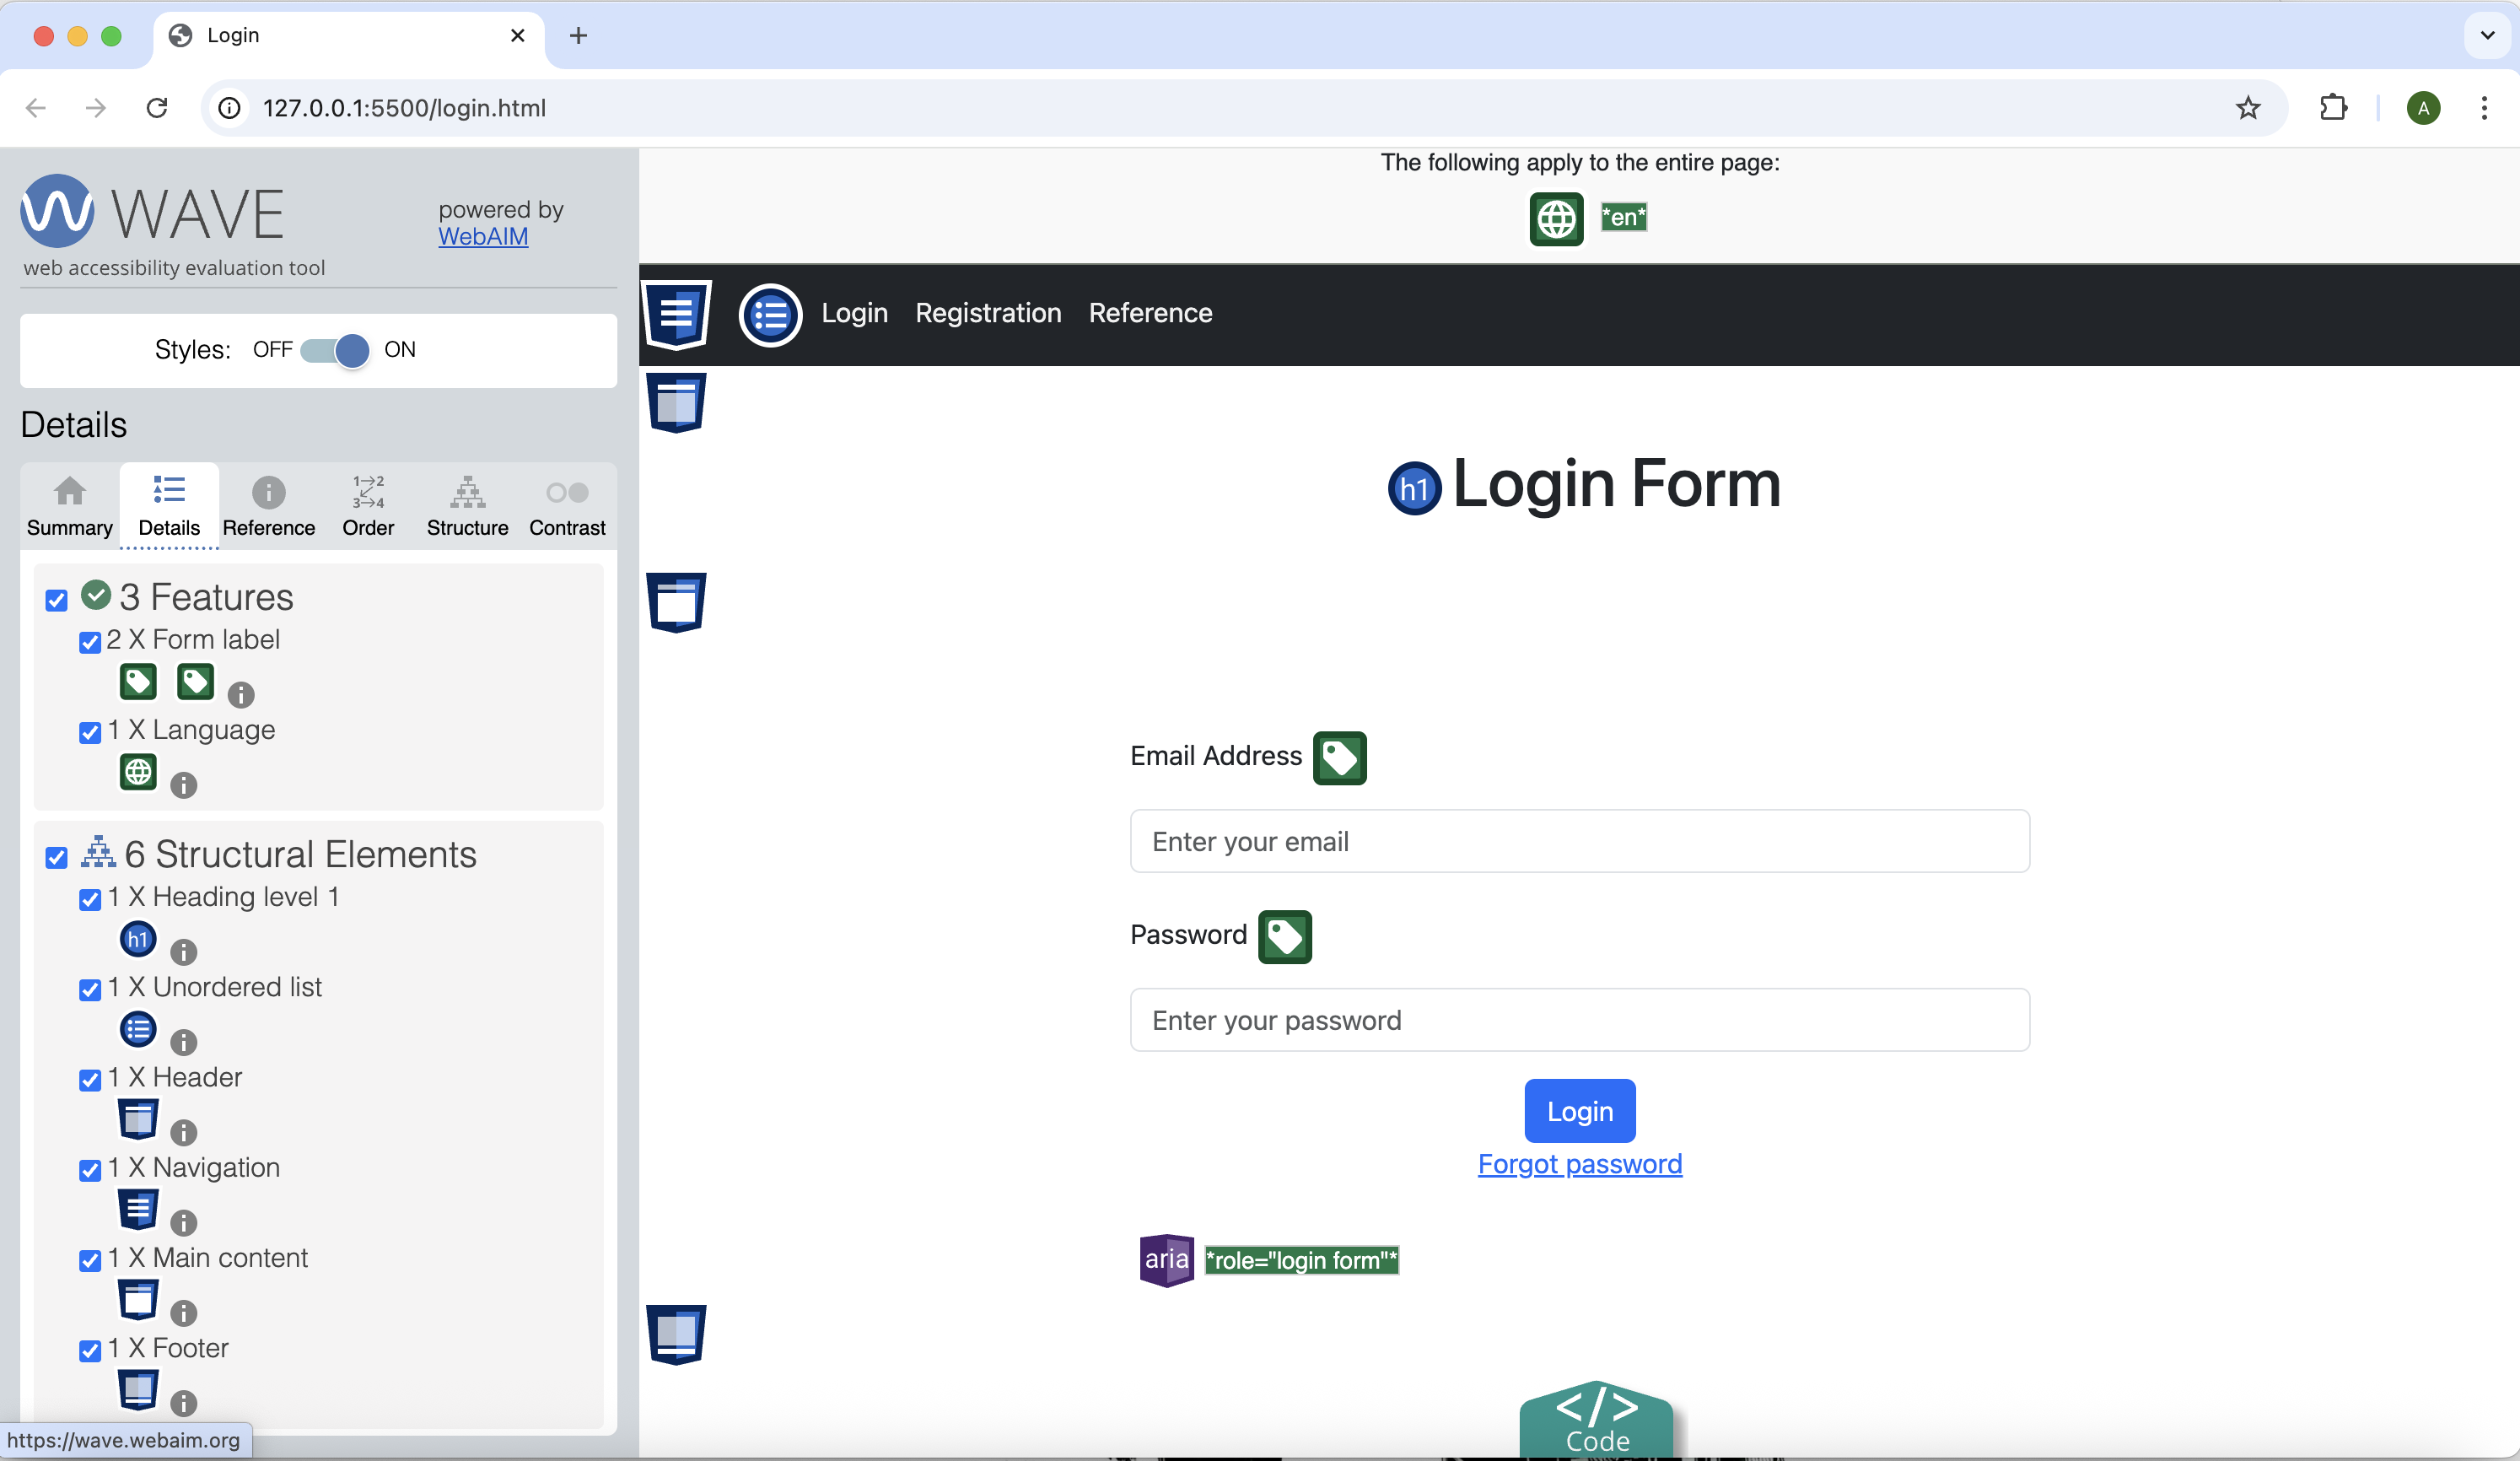 Login
127.0.0.1:5500/login.html
A
WAVE
powered by
WebAIM
web accessibility evaluation tool
Styles: OFF ON
Details
Summary Details Reference Order Structure Contrast
1→2
3→4
3 Features
2 X Form label
1 X Language
6 Structural Elements
1 X Heading level 1
h1
1 X Unordered list
1 X Header
1 X Navigation
1 X Main content
1 X Footer
https://wave.webaim.org
The following apply to the entire page:
*en*
Login Registration Reference
h1 Login Form
Email Address
Enter your email
Password
Enter your password
Login
Forgot password
aria *role="login form"*
</>
Code